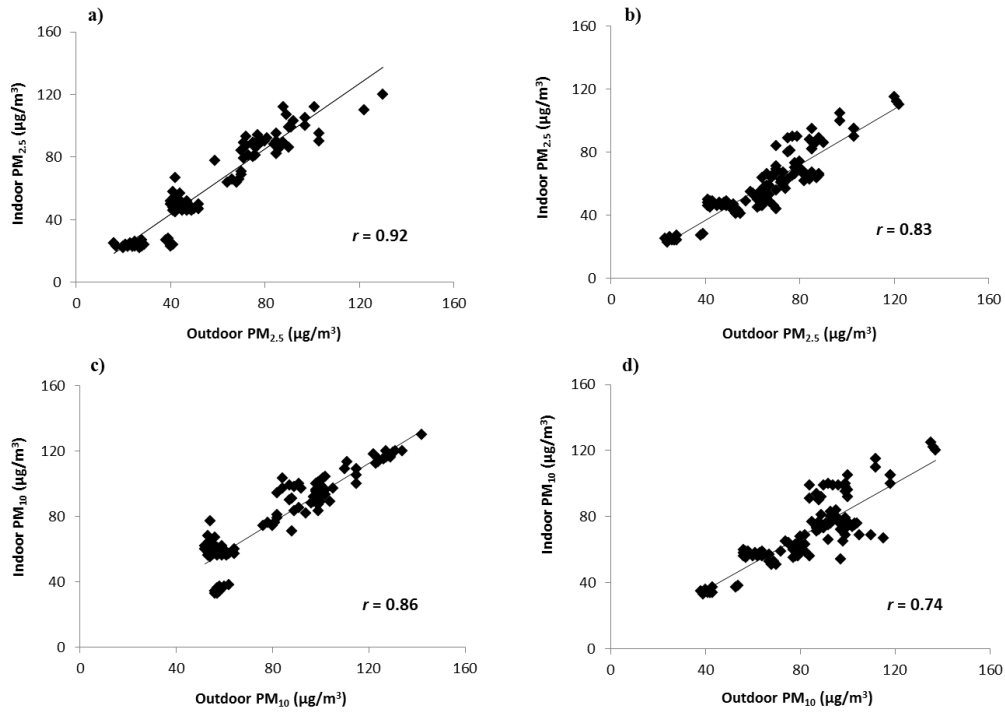 a)
160
120
80
40
0
Indoor PM2.5 (µg/m³)
r = 0.92
0 40 80 120 160
Outdoor PM2.5 (µg/m³)
b)
160
120
80
40
0
Indoor PM2.5 (µg/m³)
r = 0.83
0 40 80 120 160
Outdoor PM2.5 (µg/m³)
c)
160
120
80
40
0
Indoor PM10 (µg/m³)
r = 0.86
0 40 80 120 160
Outdoor PM10 (µg/m³)
d)
160
120
80
40
0
Indoor PM10 (µg/m³)
r = 0.74
0 40 80 120 160
Outdoor PM10 (µg/m³)